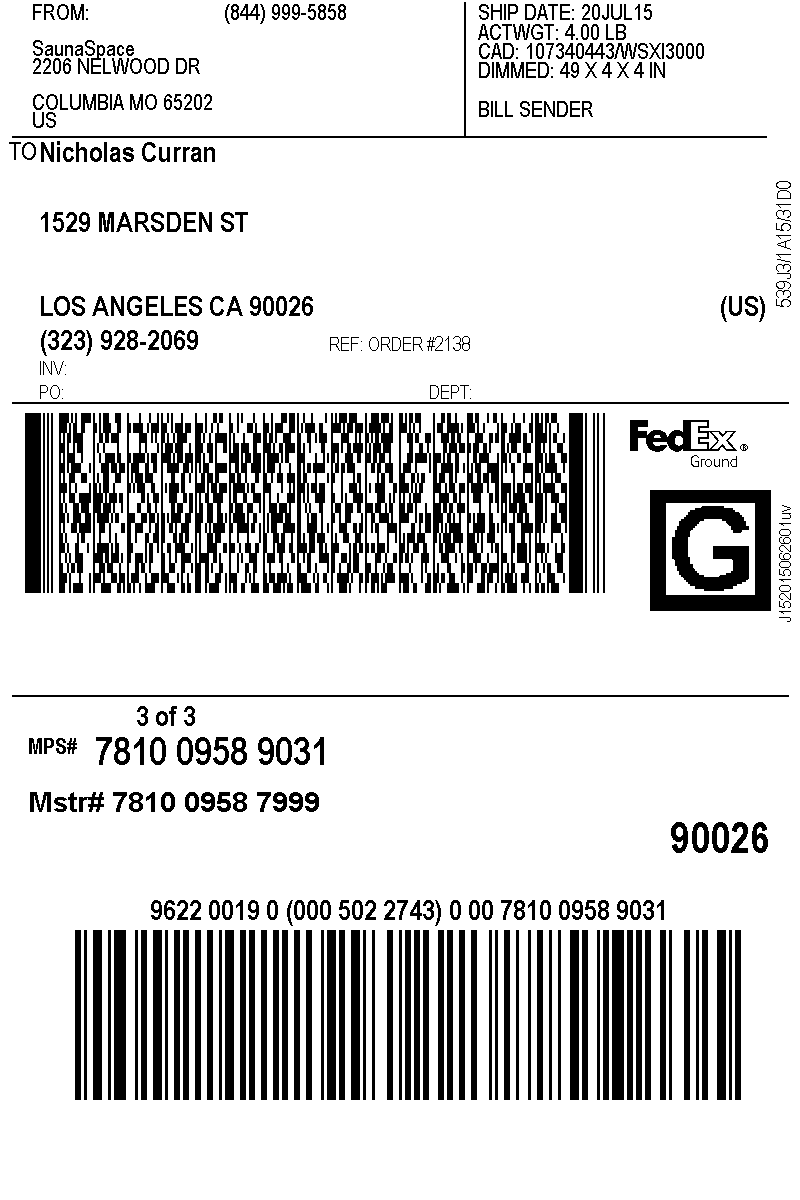 FROM: (844) 999-5858
SaunaSpace
2206 NELWOOD DR
COLUMBIA MO 65202
US
SHIP DATE: 20JUL15
ACTWGT: 4.00 LB
CAD: 107340443/WSXI3000
DIMMED: 49 X 4 X 4 IN
BILL SENDER
TO Nicholas Curran
1529 MARSDEN ST
LOS ANGELES CA 90026 (US)
(323) 928-2069 REF: ORDER #2138
INV:
PO: DEPT:
539J3/1A15/31D0
FedEx®
Ground
G
J152015062601uv
3 of 3
MPS# 7810 0958 9031
Mstr# 7810 0958 7999
90026
9622 0019 0 (000 502 2743) 0 00 7810 0958 9031